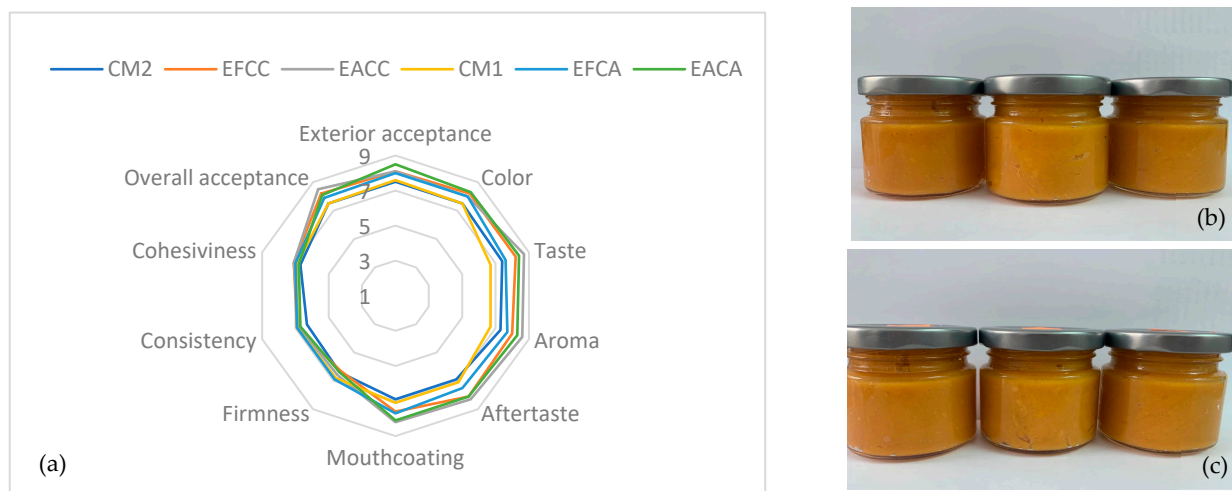 CM2 EFCC EACC CM1 EFCA EACA
Exterior acceptance
9
Overall acceptance
Color
7
5
Cohesiviness
Taste
3
1
Consistency
Aroma
Firmness
Aftertaste
Mouthcoating
(a)
(b)
(c)